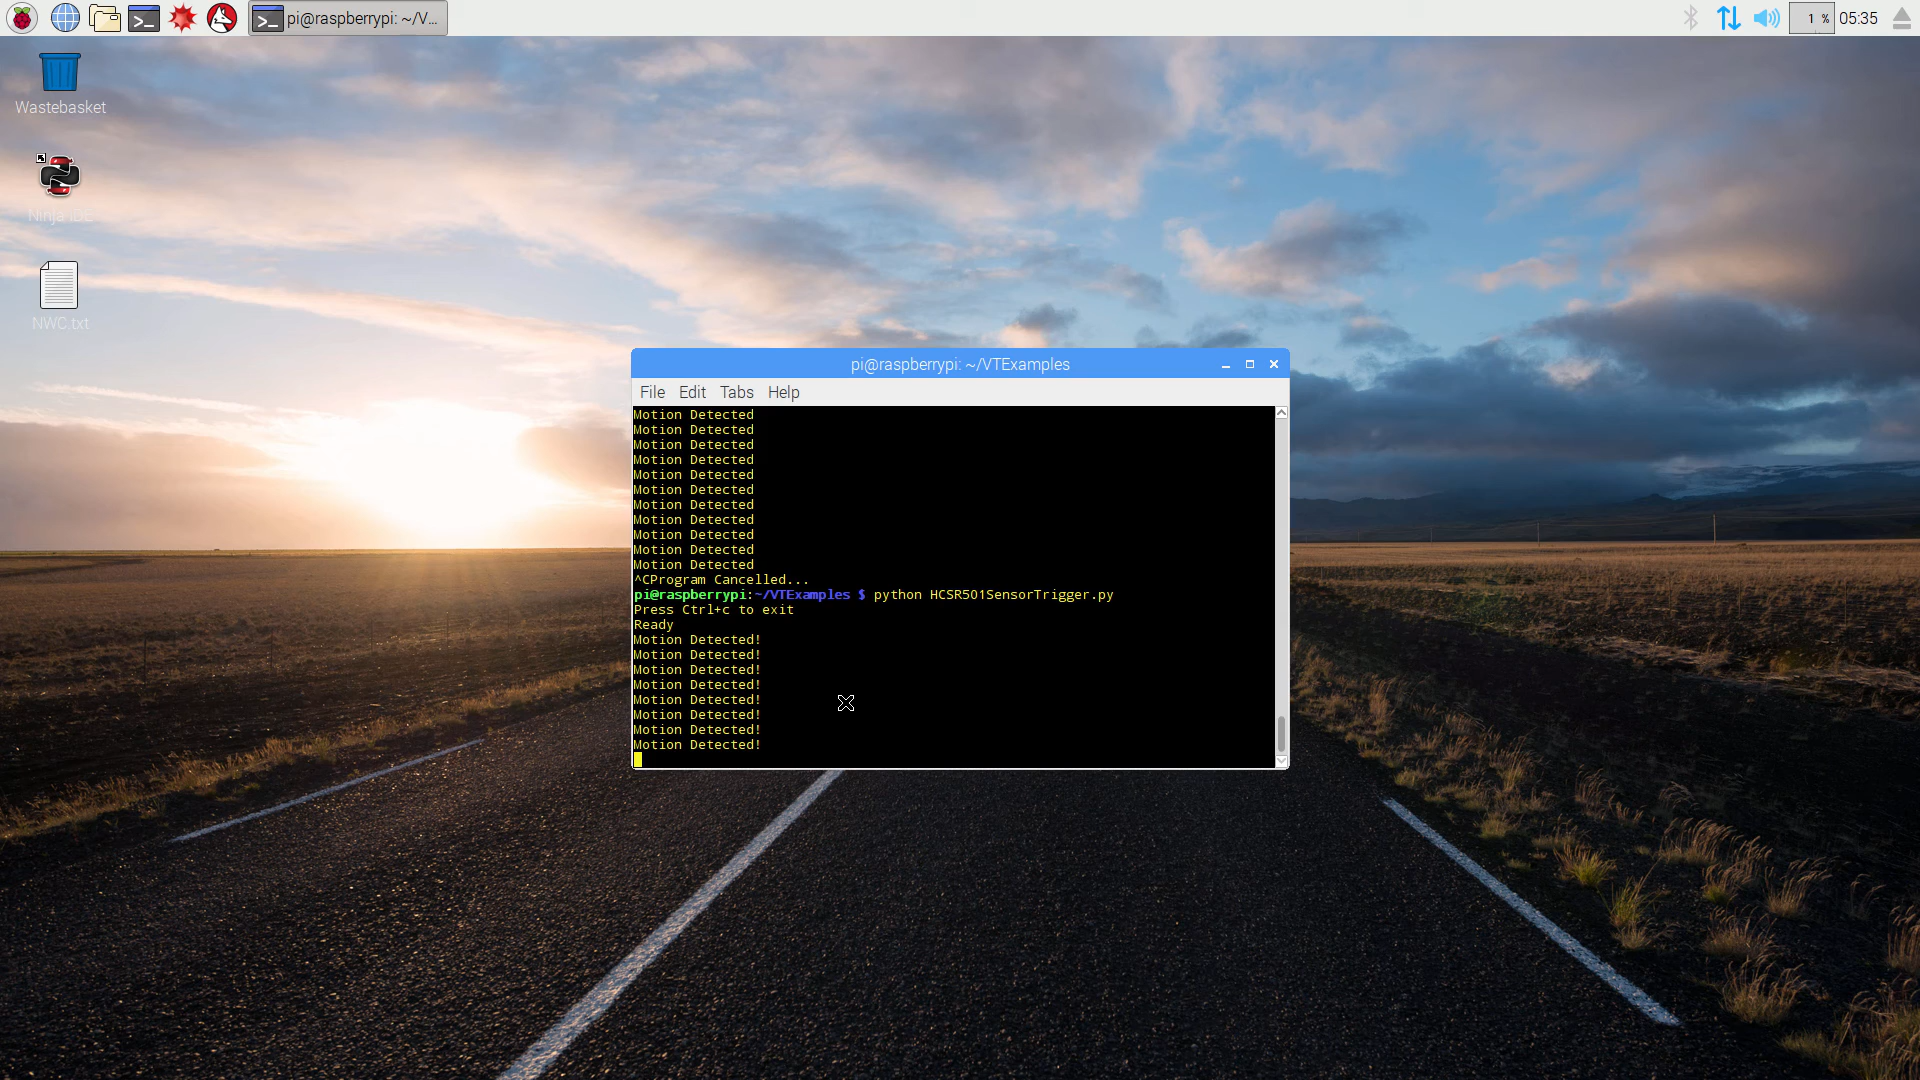 pi@raspberrypi: ~/V...
1 %
05:35
Wastebasket
Ninja IDE
NWC.txt
pi@raspberrypi: ~/VTExamples
File Edit Tabs Help
Motion Detected
Motion Detected
Motion Detected
Motion Detected
Motion Detected
Motion Detected
Motion Detected
Motion Detected
Motion Detected
Motion Detected
Motion Detected
^CProgram Cancelled...
pi@raspberrypi:~/VTExamples $ python HCSR501SensorTrigger.py
Press Ctrl+c to exit
Ready
Motion Detected!
Motion Detected!
Motion Detected!
Motion Detected!
Motion Detected!
Motion Detected!
Motion Detected!
Motion Detected!